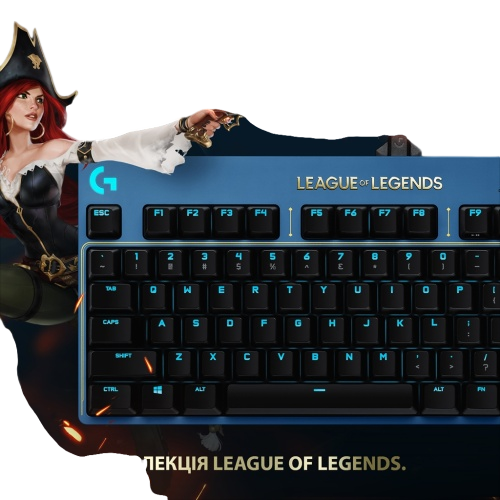 LEAGUE OF LEGENDS
ESC F1 F2 F3 F4 F5 F6 F7 F8 F9
1 2 3 4 5 6 7 8 9 0
TAB Q W E R T Y U I O P
CAPS A S D F G H J K L
SHIFT Z X C V B N M
CTRL ALT ALT FN
ЛЕКЦІЯ LEAGUE OF LEGENDS.